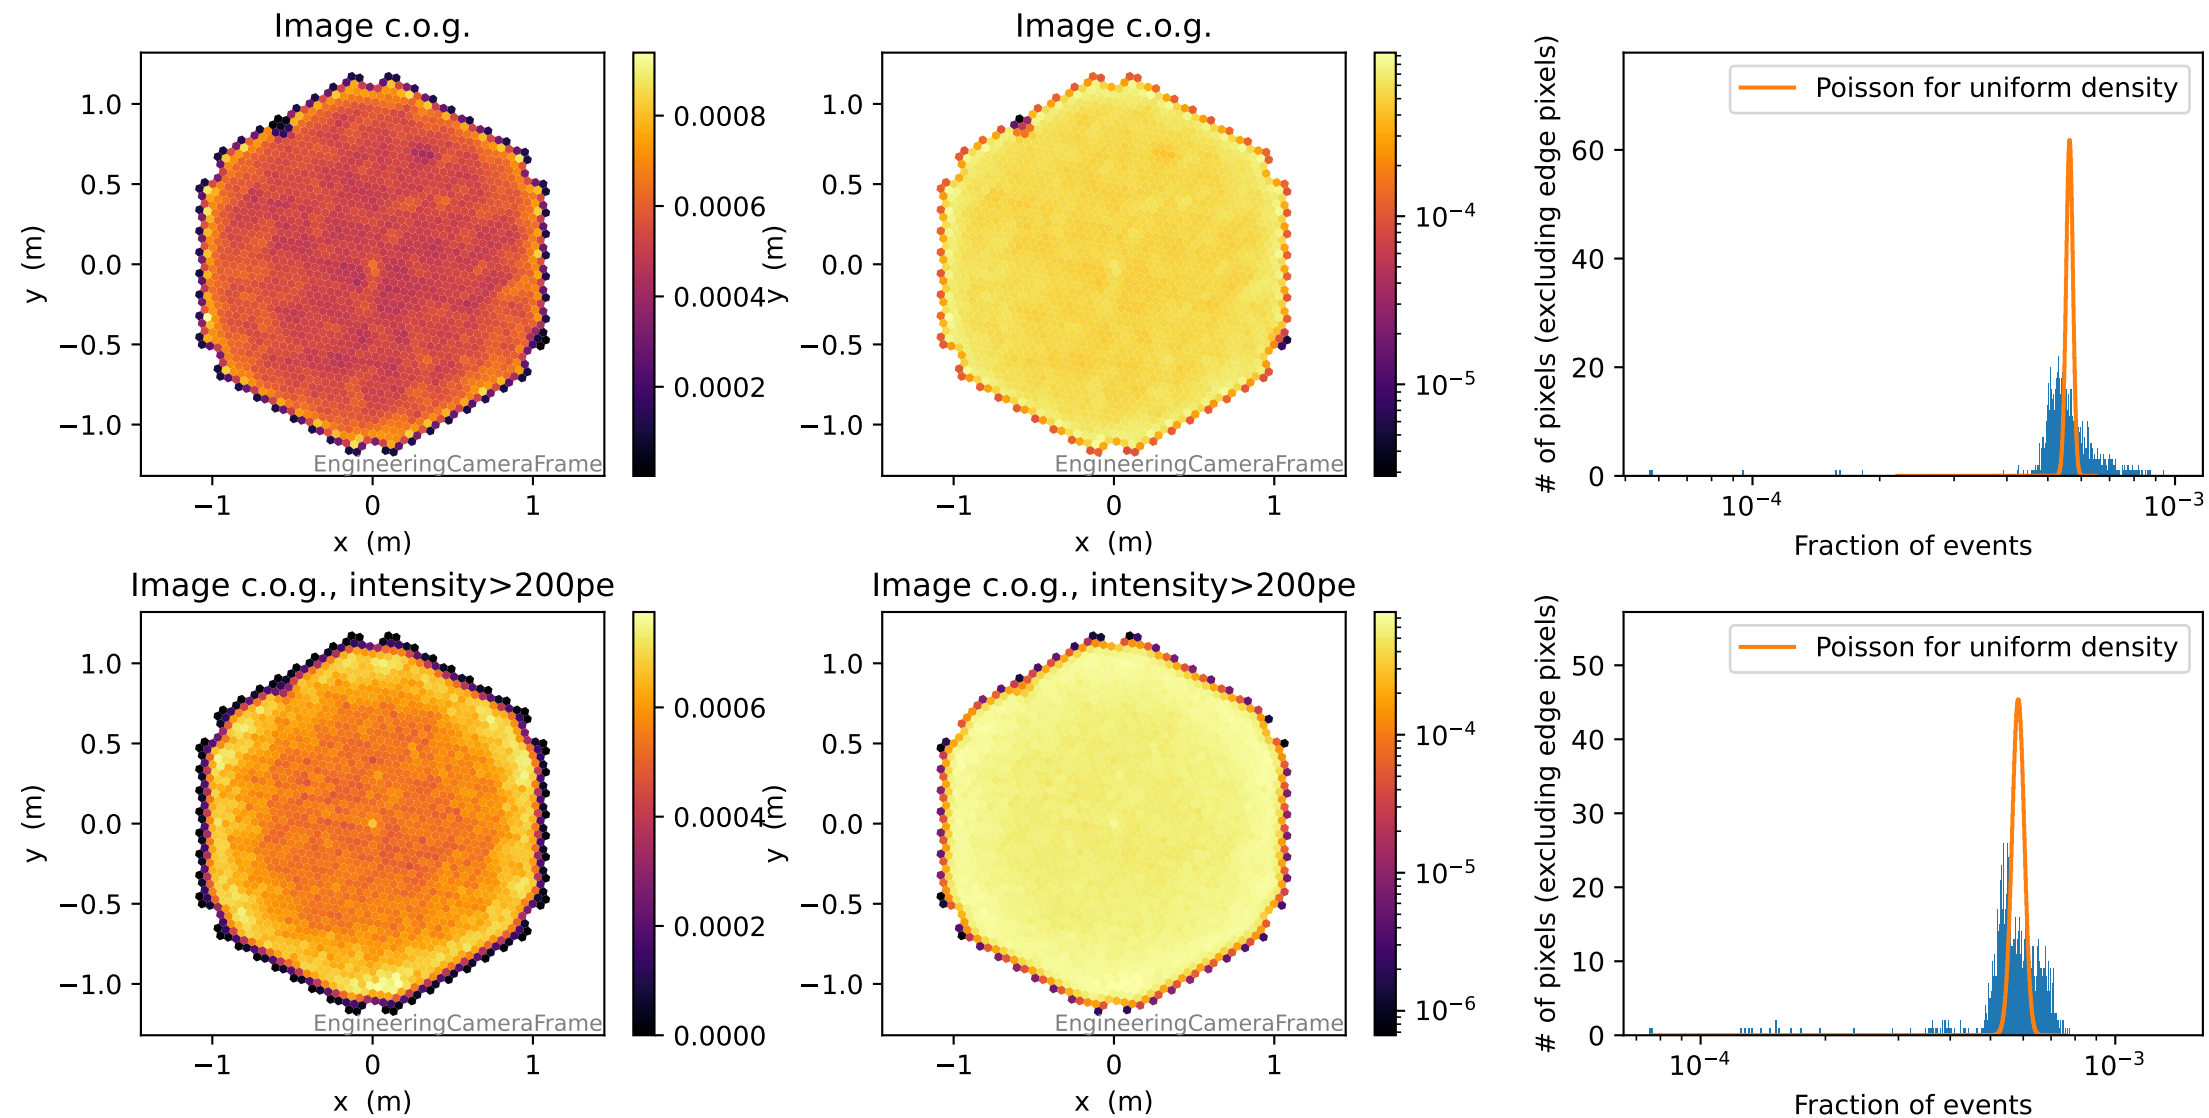 Image c.o.g.
1.0
0.5
0.0
−0.5
−1.0
y (m)
−1
0
1
x (m)
EngineeringCameraFrame
0.0008
0.0006
0.0004
0.0002
Image c.o.g.
1.0
0.5
0.0
−0.5
−1.0
y (m)
−1
0
1
x (m)
EngineeringCameraFrame
10⁻⁴
10⁻⁵
Poisson for uniform density
# of pixels (excluding edge pixels)
60
40
20
0
10⁻⁴
10⁻³
Fraction of events
Image c.o.g., intensity>200pe
1.0
0.5
0.0
−0.5
−1.0
y (m)
−1
0
1
x (m)
EngineeringCameraFrame
0.0006
0.0004
0.0002
0.0000
Image c.o.g., intensity>200pe
1.0
0.5
0.0
−0.5
−1.0
y (m)
−1
0
1
x (m)
EngineeringCameraFrame
10⁻⁴
10⁻⁵
10⁻⁶
Poisson for uniform density
# of pixels (excluding edge pixels)
50
40
30
20
10
0
10⁻⁴
10⁻³
Fraction of events